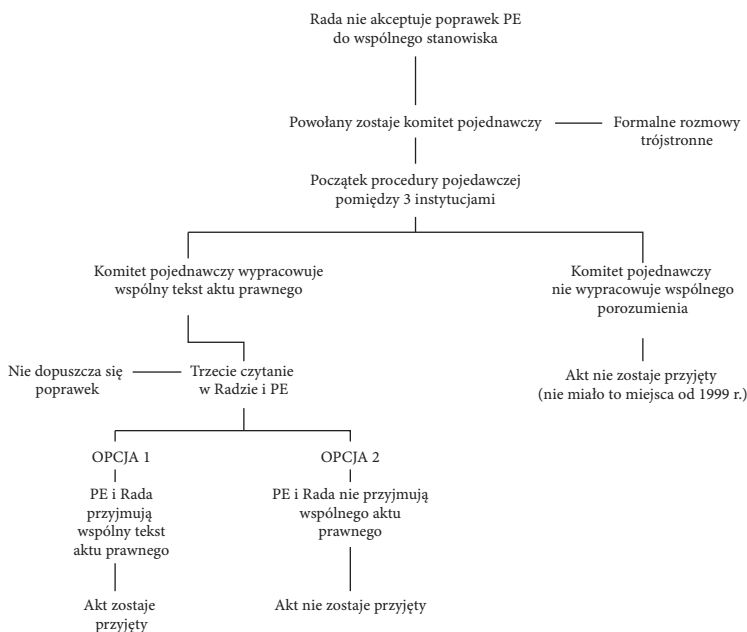 Rada nie akceptuje poprawek PE
do wspólnego stanowiska
Powołany zostaje komitet pojednawczy
Formalne rozmowy
trójstronne
Początek procedury pojedawczej
pomiędzy 3 instytucjami
Komitet pojednawczy wypracowuje
wspólny tekst aktu prawnego
Komitet pojednawczy
nie wypracowuje wspólnego
porozumienia
Nie dopuszcza się
poprawek
Trzecie czytanie
w Radzie i PE
Akt nie zostaje przyjęty
(nie miało to miejsca od 1999 r.)
OPCJA 1
PE i Rada
przyjmują
wspólny tekst
aktu prawnego
Akt zostaje
przyjęty
OPCJA 2
PE i Rada nie przyjmują
wspólnego aktu
prawnego
Akt nie zostaje przyjęty